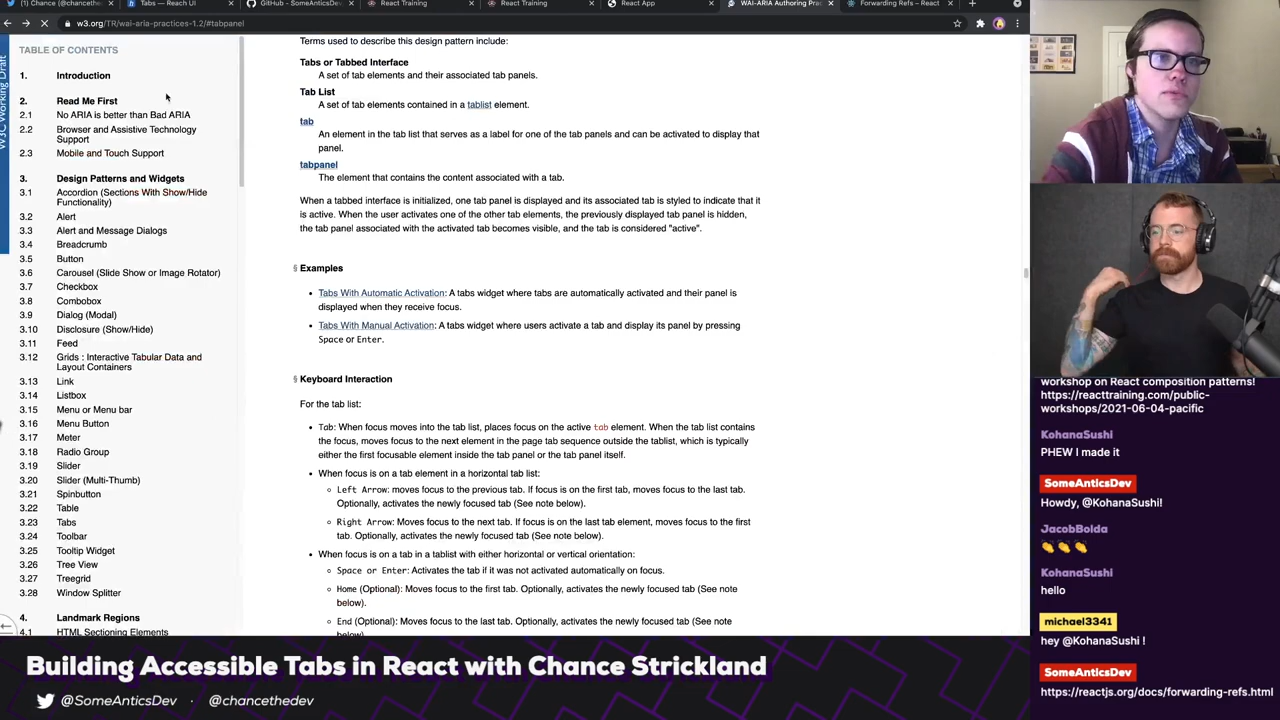 Chance (@chancethe
Tabs — Reach UI
GitHub - SomeAnticsDev
React Training
React Training
React App
WAI-ARIA Authoring Prac
Forwarding Refs – React
w3.org/TR/wai-aria-practices-1.2/#tabpanel
W3C Working Draft
TABLE OF CONTENTS
1. Introduction
2. Read Me First
2.1 No ARIA is better than Bad ARIA
2.2 Browser and Assistive Technology
Support
2.3 Mobile and Touch Support
3. Design Patterns and Widgets
3.1 Accordion (Sections With Show/Hide
Functionality)
3.2 Alert
3.3 Alert and Message Dialogs
3.4 Breadcrumb
3.5 Button
3.6 Carousel (Slide Show or Image Rotator)
3.7 Checkbox
3.8 Combobox
3.9 Dialog (Modal)
3.10 Disclosure (Show/Hide)
3.11 Feed
3.12 Grids : Interactive Tabular Data and
Layout Containers
3.13 Link
3.14 Listbox
3.15 Menu or Menu bar
3.16 Menu Button
3.17 Meter
3.18 Radio Group
3.19 Slider
3.20 Slider (Multi-Thumb)
3.21 Spinbutton
3.22 Table
3.23 Tabs
3.24 Toolbar
3.25 Tooltip Widget
3.26 Tree View
3.27 Treegrid
3.28 Window Splitter
4. Landmark Regions
4.1 HTML Sectioning Elements
Terms used to describe this design pattern include:
Tabs or Tabbed Interface
A set of tab elements and their associated tab panels.
Tab List
A set of tab elements contained in a tablist element.
tab
An element in the tab list that serves as a label for one of the tab panels and can be activated to display that
panel.
tabpanel
The element that contains the content associated with a tab.
When a tabbed interface is initialized, one tab panel is displayed and its associated tab is styled to indicate that it
is active. When the user activates one of the other tab elements, the previously displayed tab panel is hidden,
the tab panel associated with the activated tab becomes visible, and the tab is considered "active".
§ Examples
• Tabs With Automatic Activation: A tabs widget where tabs are automatically activated and their panel is
displayed when they receive focus.
• Tabs With Manual Activation: A tabs widget where users activate a tab and display its panel by pressing
Space or Enter.
§ Keyboard Interaction
For the tab list:
• Tab: When focus moves into the tab list, places focus on the active tab element. When the tab list contains
the focus, moves focus to the next element in the page tab sequence outside the tablist, which is typically
either the first focusable element inside the tab panel or the tab panel itself.
• When focus is on a tab element in a horizontal tab list:
Left Arrow: moves focus to the previous tab. If focus is on the first tab, moves focus to the last tab.
Optionally, activates the newly focused tab (See note below).
Right Arrow: Moves focus to the next tab. If focus is on the last tab element, moves focus to the first
tab. Optionally, activates the newly focused tab (See note below).
• When focus is on a tab in a tablist with either horizontal or vertical orientation:
Space or Enter: Activates the tab if it was not activated automatically on focus.
Home (Optional): Moves focus to the first tab. Optionally, activates the newly focused tab (See note
below).
End (Optional): Moves focus to the last tab. Optionally, activates the newly focused tab (See note
below).
workshop on React composition patterns!
https://reacttraining.com/public-
workshops/2021-06-04-pacific
KohanaSushi
PHEW I made it
SomeAnticsDev
Howdy, @KohanaSushi!
JacobBolda
👏👏👏
KohanaSushi
hello
michael3341
hey @KohanaSushi !
SomeAnticsDev
https://reactjs.org/docs/forwarding-refs.html
Building Accessible Tabs in React with Chance Strickland
@SomeAnticsDev · @chancethedev